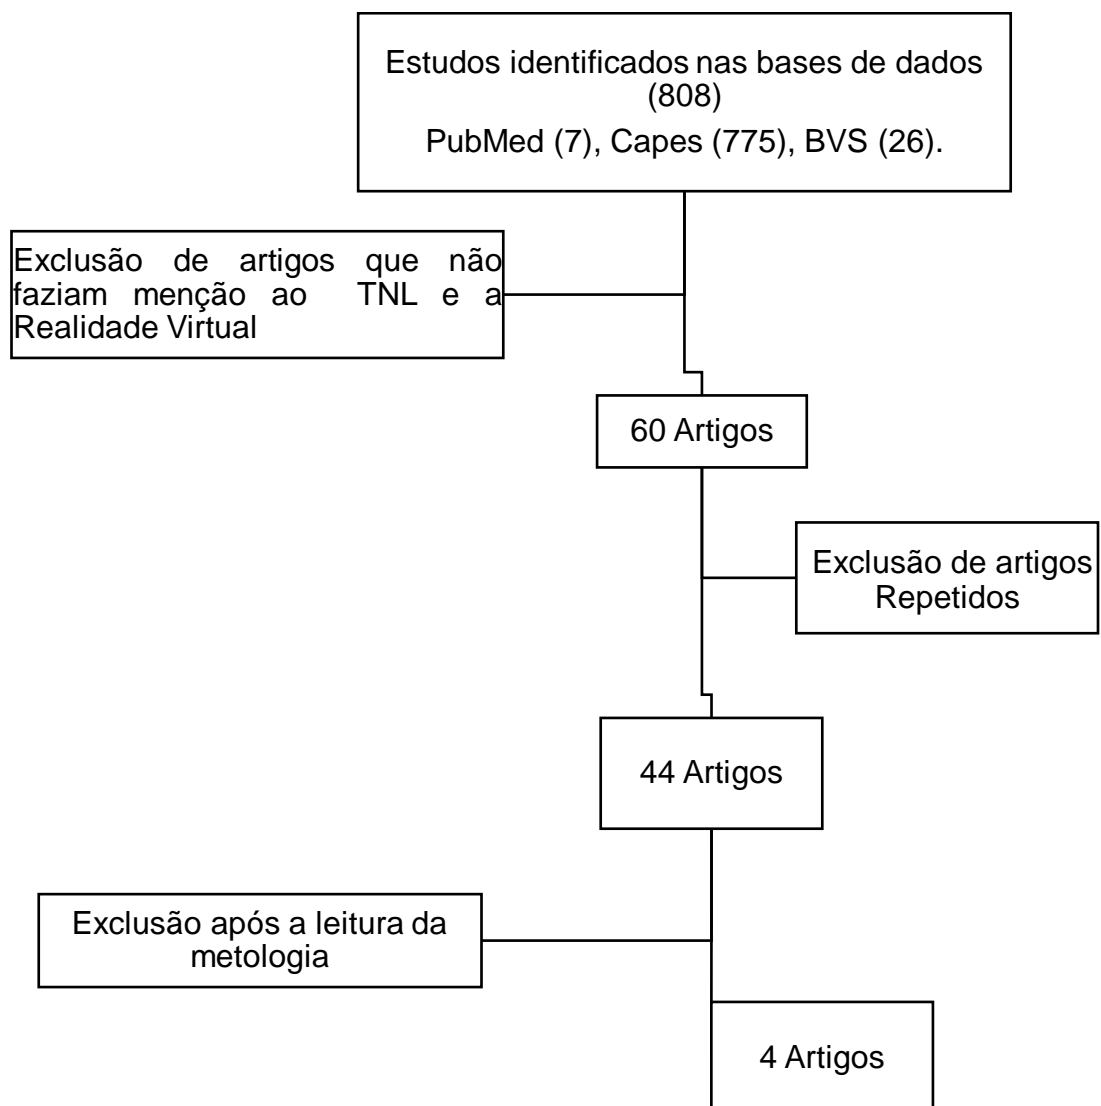 Estudos identificados nas bases de dados
(808)
PubMed (7), Capes (775), BVS (26).
Exclusão de artigos que não
faziam menção ao TNL e a
Realidade Virtual
60 Artigos
Exclusão de artigos
Repetidos
44 Artigos
Exclusão após a leitura da
metologia
4 Artigos